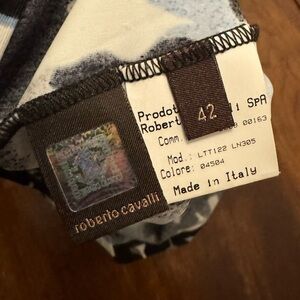 Prodot i SpA
Robert
Comm. 00163
Mod.: LTT122 LN305
Colore: 04504
Made in Italy
42
roberto cavalli